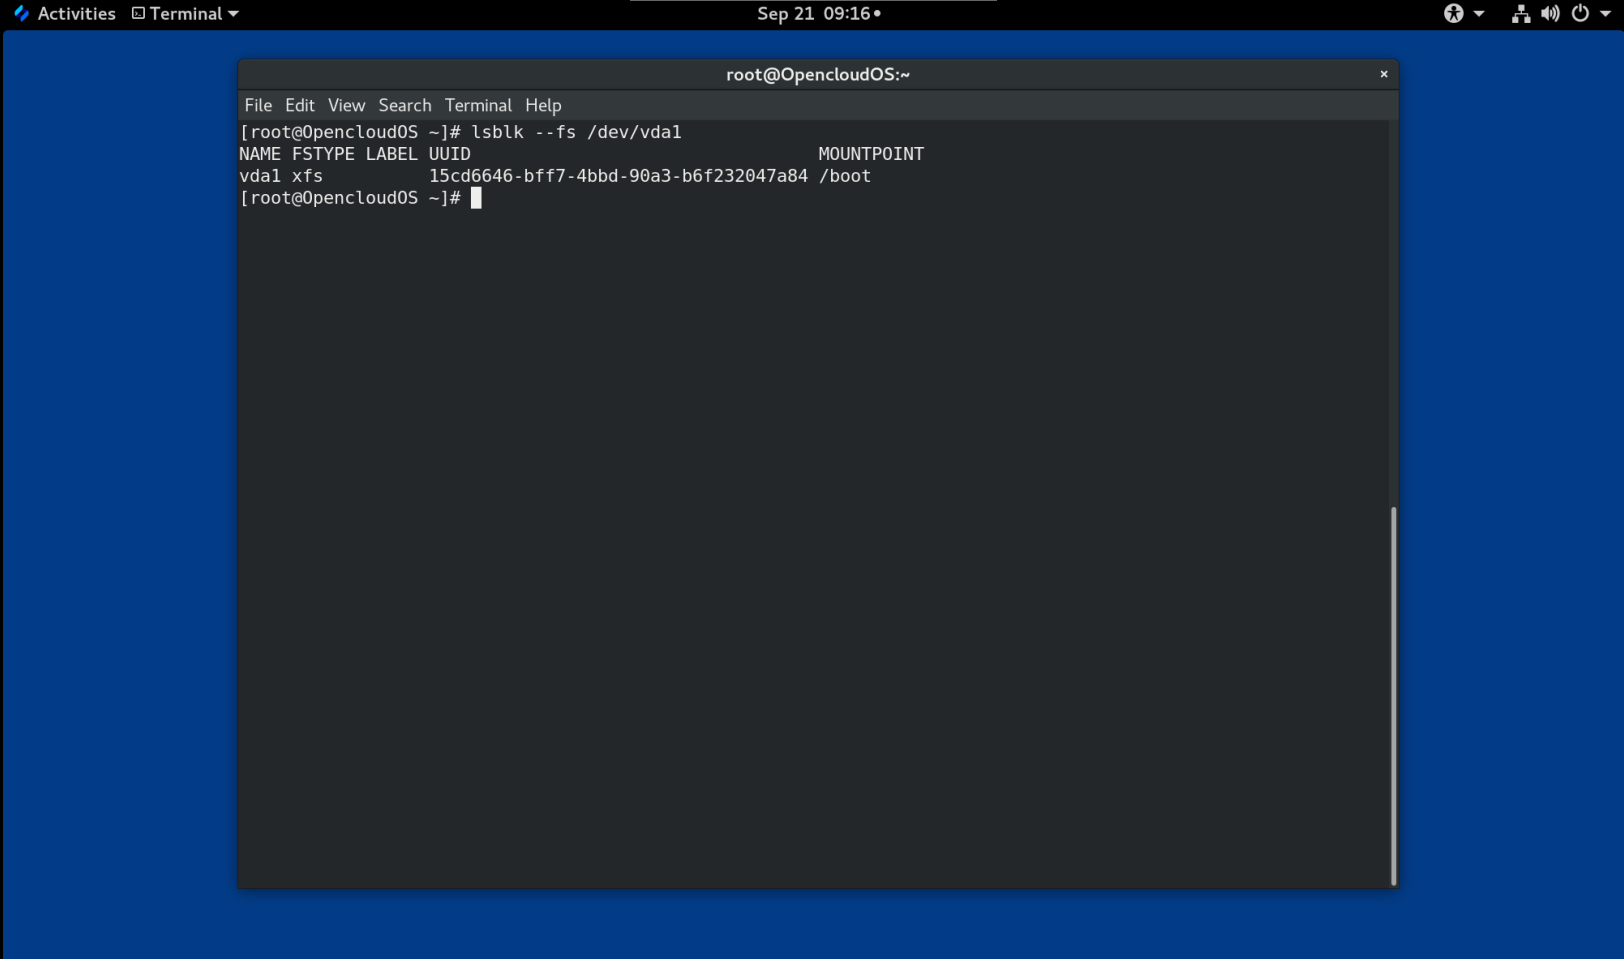 Activities Terminal Sep 21 09:16
root@OpencloudOS:~ ×
File Edit View Search Terminal Help
[root@OpencloudOS ~]# lsblk --fs /dev/vda1
NAME FSTYPE LABEL UUID                                 MOUNTPOINT
vda1 xfs          15cd6646-bff7-4bbd-90a3-b6f232047a84 /boot
[root@OpencloudOS ~]#